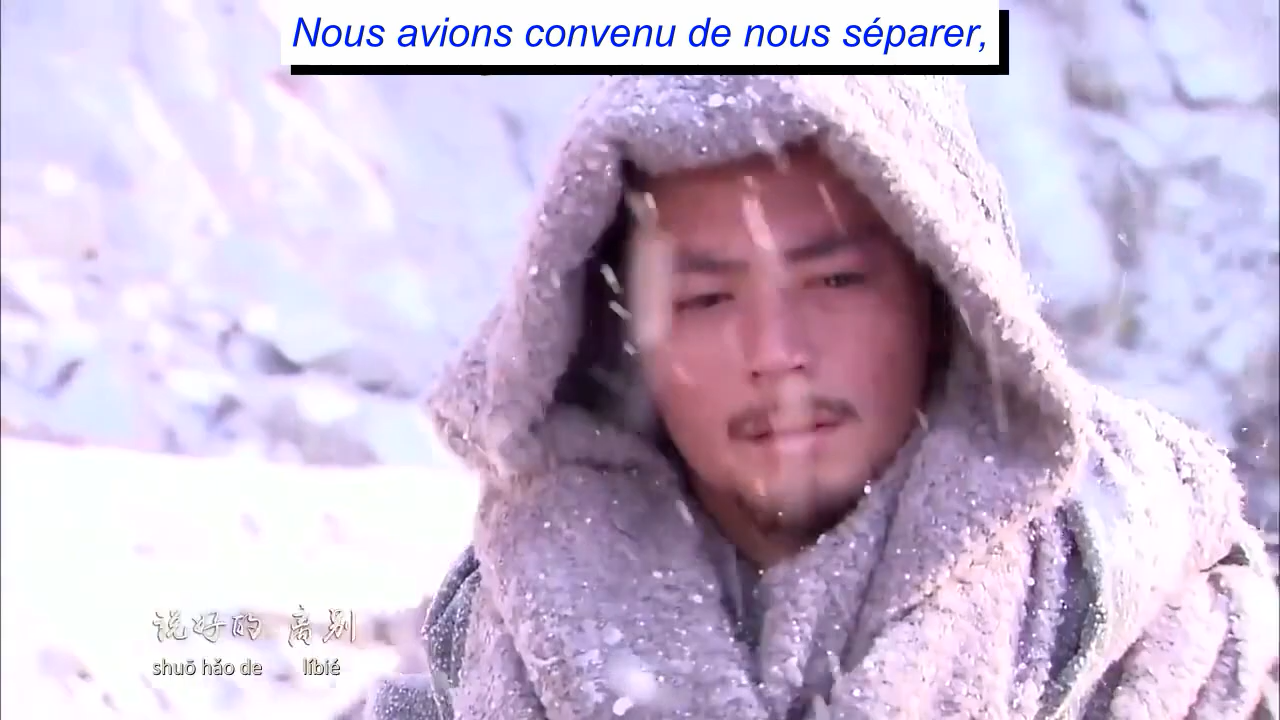 Nous avions convenu de nous séparer,
说好的 离别
shuō hǎo de líbié